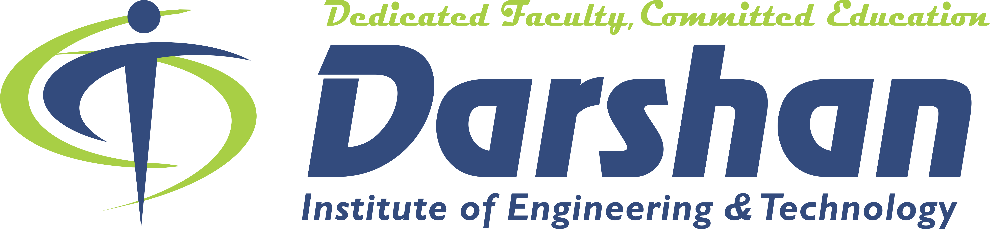 Dedicated Faculty, Committed Education
Darshan
Institute of Engineering & Technology